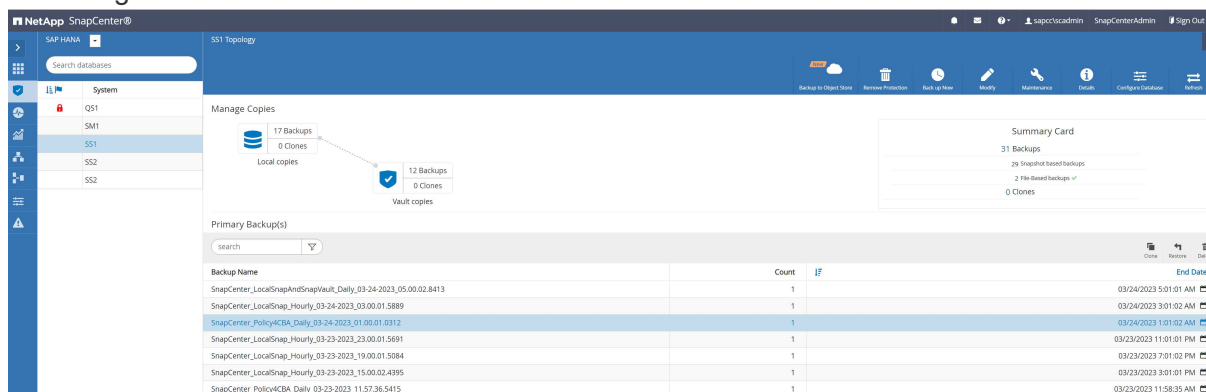 NetApp SnapCenter®
sapcc\scadmin SnapCenterAdmin Sign Out
SAP HANA
SS1 Topology
Search databases
New
Backup to Object Store Remove Protection Back up Now Modify Maintenance Details Configure Database Refresh
System
QS1
SM1
SS1
SS2
SS2
Manage Copies
17 Backups
0 Clones
Local copies
12 Backups
0 Clones
Vault copies
Summary Card
31 Backups
29 Snapshot based backups
2 File-Based backups
0 Clones
Primary Backup(s)
search
Clone Restore
Backup Name Count End Date
SnapCenter_LocalSnapAndSnapVault_Daily_03-24-2023_05.00.02.8413 1 03/24/2023 5:01:01 AM
SnapCenter_LocalSnap_Hourly_03-24-2023_03.00.01.5889 1 03/24/2023 3:01:02 AM
SnapCenter_Policy4CBA_Daily_03-24-2023_01.00.01.0312 1 03/24/2023 1:01:02 AM
SnapCenter_LocalSnap_Hourly_03-23-2023_23.00.01.5691 1 03/23/2023 11:01:01 PM
SnapCenter_LocalSnap_Hourly_03-23-2023_19.00.01.5084 1 03/23/2023 7:01:02 PM
SnapCenter_LocalSnap_Hourly_03-23-2023_15.00.02.4395 1 03/23/2023 3:01:01 PM
SnapCenter_Policy4CBA_Daily_03-23-2023_11.57.36.5415 1 03/23/2023 11:58:35 AM